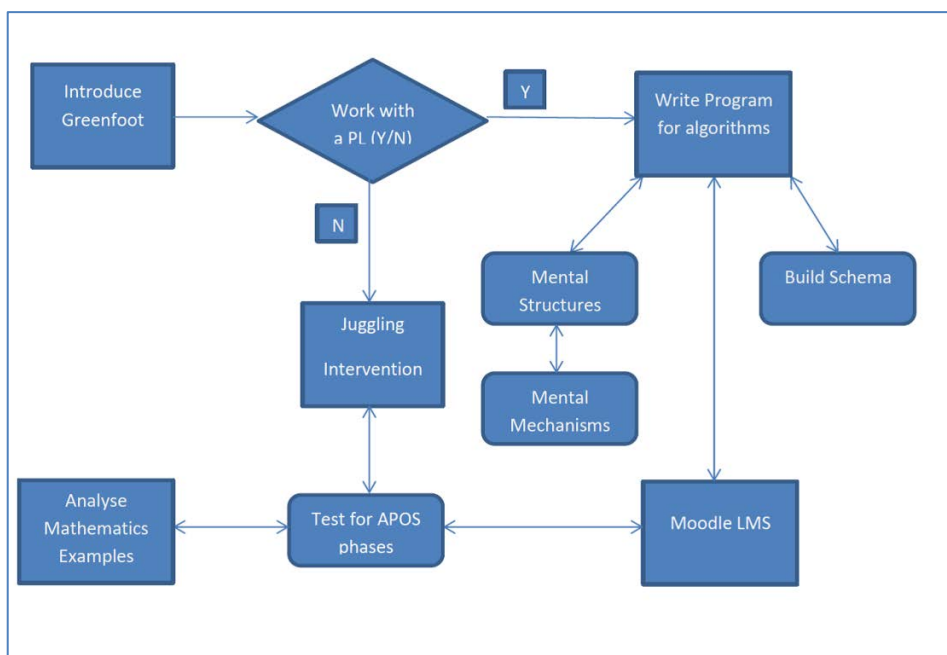 Introduce
Greenfoot
Work with
a PL (Y/N)
Y
Write Program
for algorithms
N
Mental
Structures
Build Schema
Juggling
Intervention
Mental
Mechanisms
Analyse
Mathematics
Examples
Test for APOS
phases
Moodle LMS